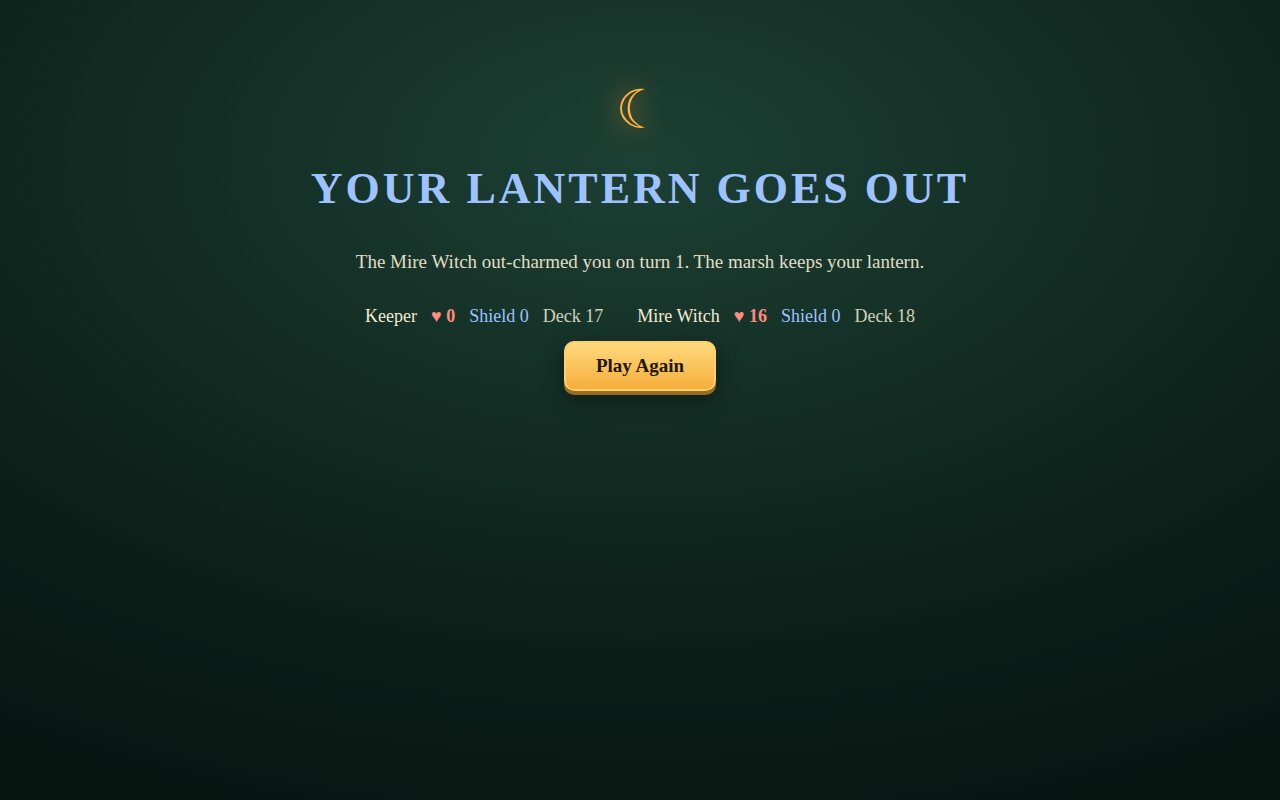 YOUR LANTERN GOES OUT
The Mire Witch out-charmed you on turn 1. The marsh keeps your lantern.
Keeper ♥ 0 Shield 0 Deck 17 Mire Witch ♥ 16 Shield 0 Deck 18
Play Again